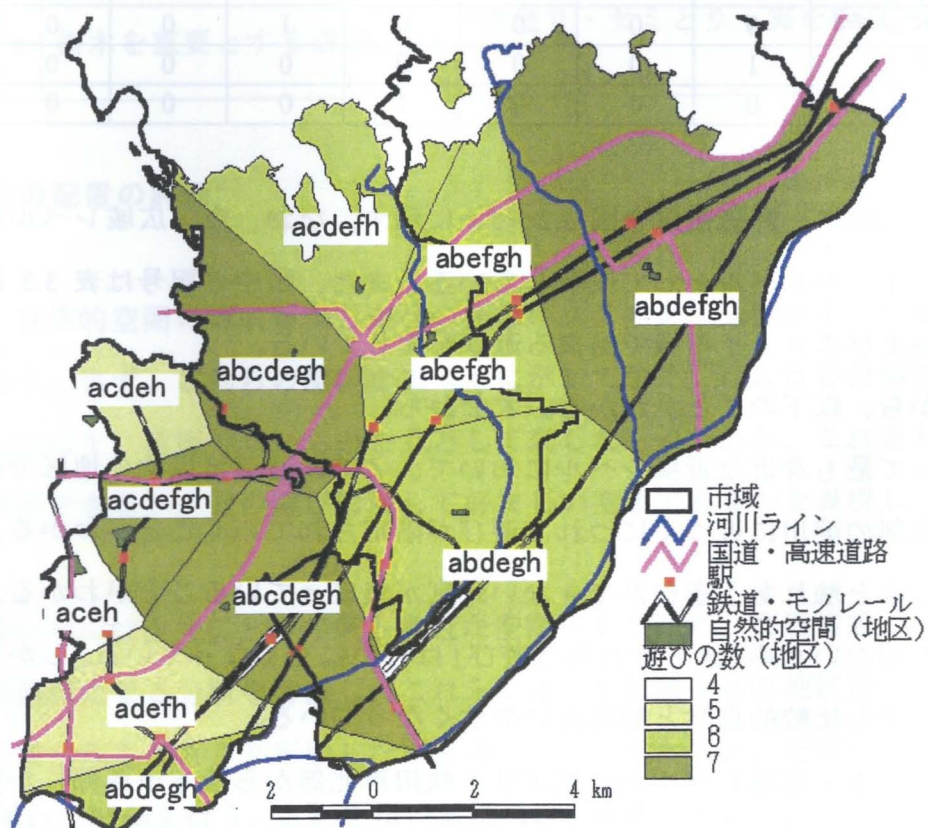 acdefh
abefgh
abdefgh
abcdegh
abefgh
acdeh
acdefgh
abdegh
abcdegh
aceh
adefh
abdegh
市域
河川ライン
国道・高速道路
駅
鉄道・モノレール
自然的空間（地区）
遊びの数（地区）
4
5
6
7
2 0 2 4 km